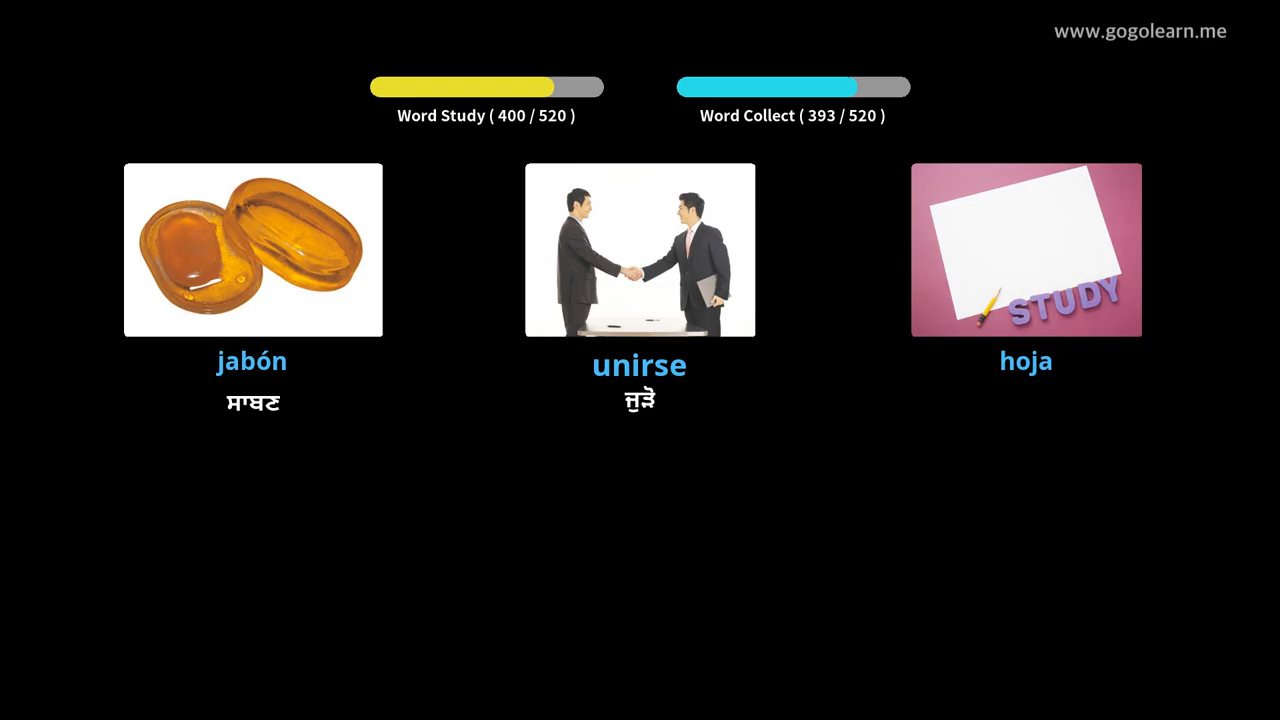 www.gogolearn.me
Word Study ( 400 / 520 )
Word Collect ( 393 / 520 )
STUDY
jabón
unirse
hoja
ਸਾਬਣ
ਜੁੜੋ